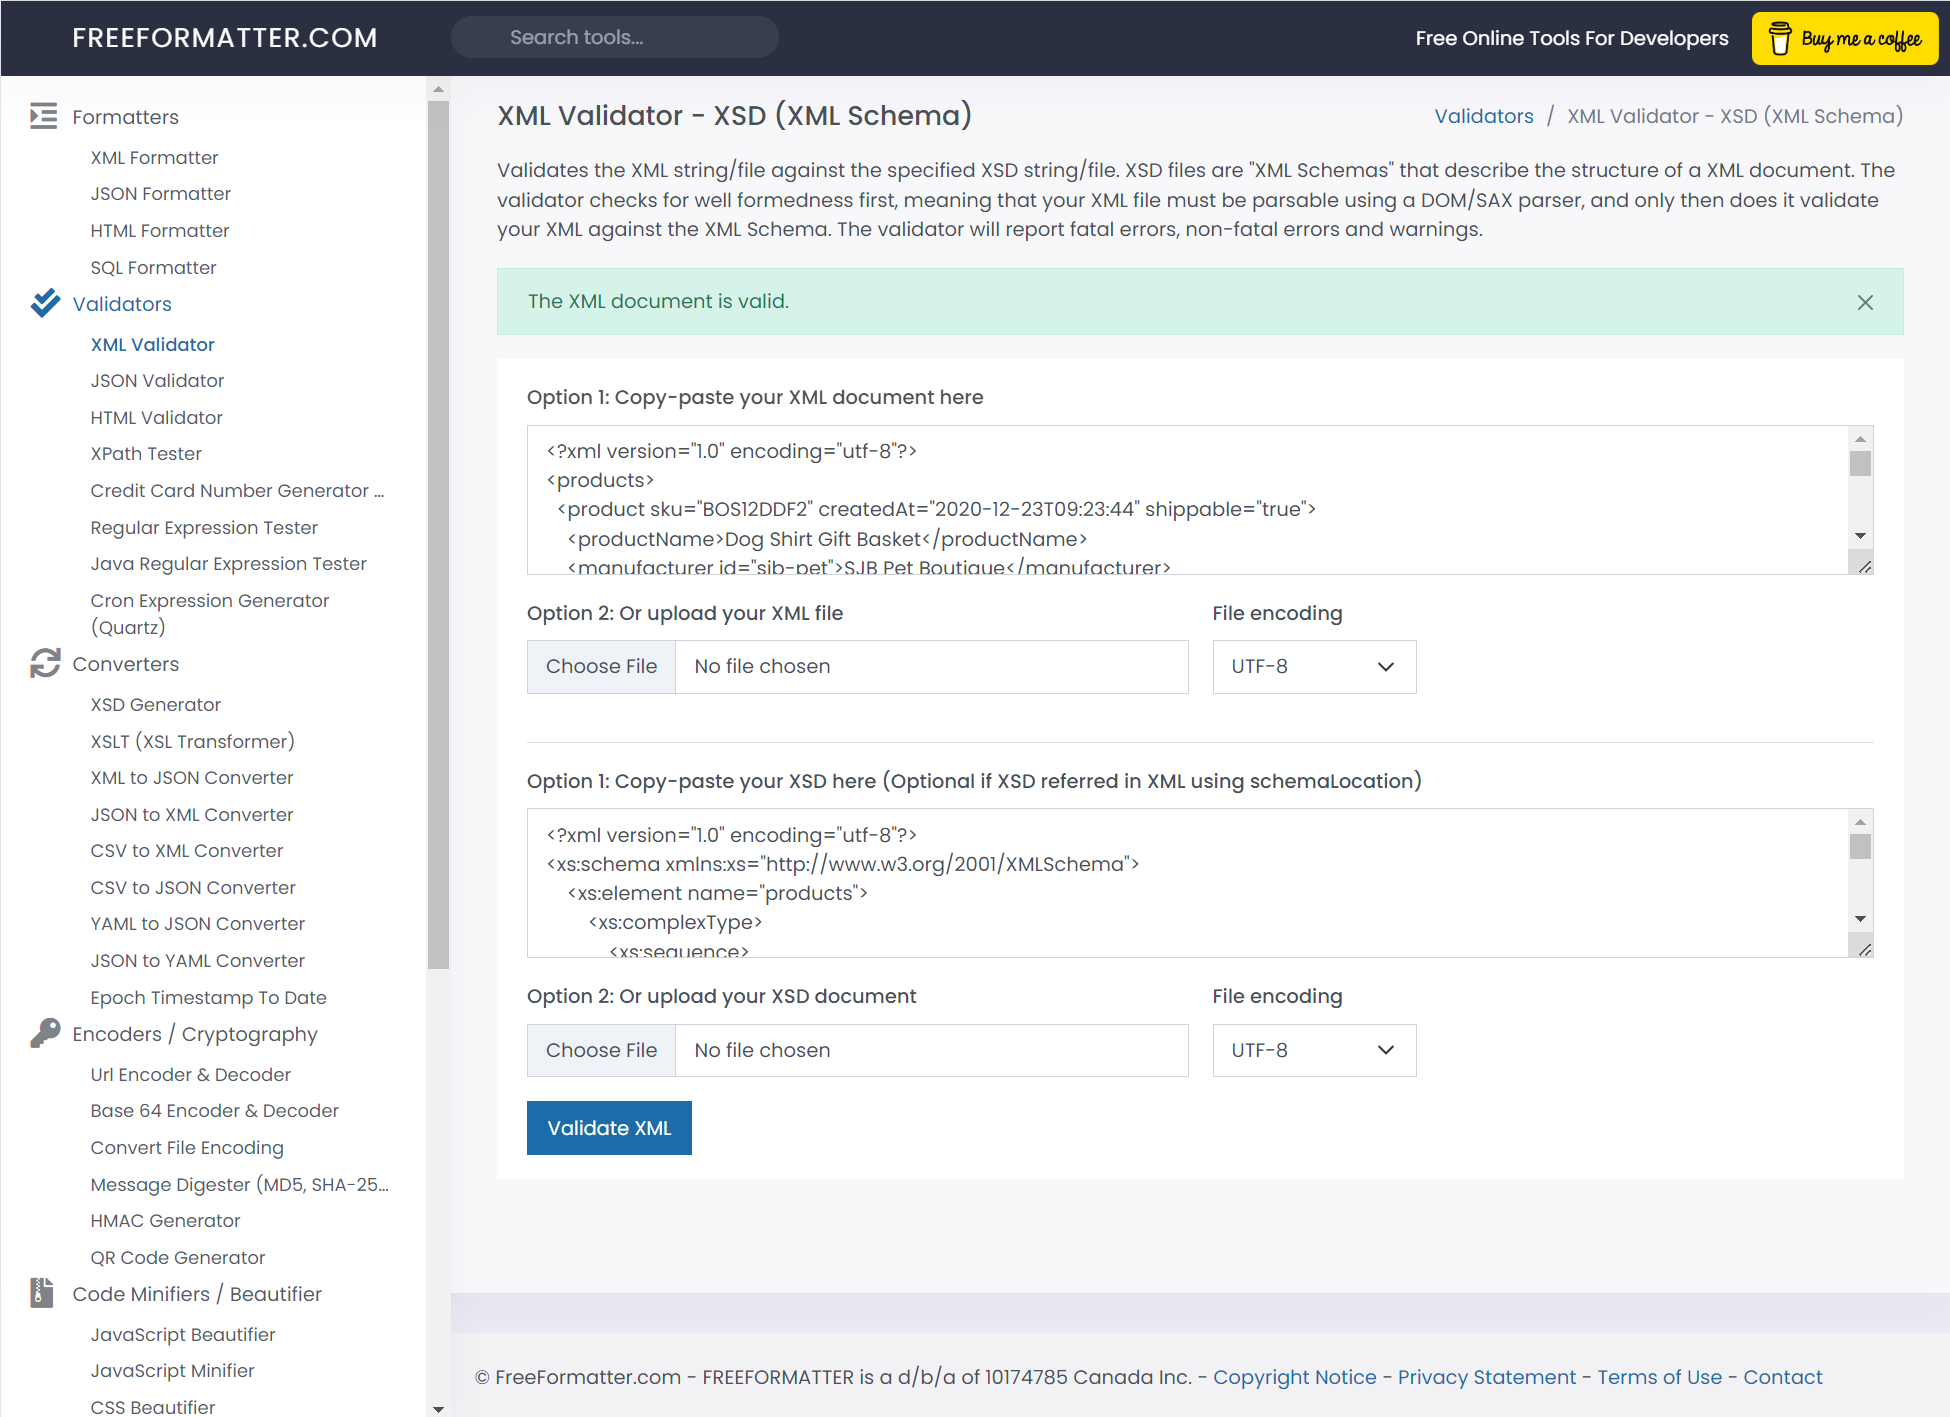 FREEFORMATTER.COM
Search tools...
Free Online Tools For Developers
Buy me a coffee
Formatters
XML Formatter
JSON Formatter
HTML Formatter
SQL Formatter
Validators
XML Validator
JSON Validator
HTML Validator
XPath Tester
Credit Card Number Generator ...
Regular Expression Tester
Java Regular Expression Tester
Cron Expression Generator
(Quartz)
Converters
XSD Generator
XSLT (XSL Transformer)
XML to JSON Converter
JSON to XML Converter
CSV to XML Converter
CSV to JSON Converter
YAML to JSON Converter
JSON to YAML Converter
Epoch Timestamp To Date
Encoders / Cryptography
Url Encoder & Decoder
Base 64 Encoder & Decoder
Convert File Encoding
Message Digester (MD5, SHA-25...
HMAC Generator
QR Code Generator
Code Minifiers / Beautifier
JavaScript Beautifier
JavaScript Minifier
CSS Beautifier
XML Validator - XSD (XML Schema)
Validators / XML Validator - XSD (XML Schema)
Validates the XML string/file against the specified XSD string/file. XSD files are "XML Schemas" that describe the structure of a XML document. The
validator checks for well formedness first, meaning that your XML file must be parsable using a DOM/SAX parser, and only then does it validate
your XML against the XML Schema. The validator will report fatal errors, non-fatal errors and warnings.
The XML document is valid.
Option 1: Copy-paste your XML document here
<?xml version="1.0" encoding="utf-8"?>
<products>
<product sku="BOS12DDF2" createdAt="2020-12-23T09:23:44" shippable="true">
<productName>Dog Shirt Gift Basket</productName>
<manufacturer id="sjb-pet">SJB Pet Boutique</manufacturer>
Option 2: Or upload your XML file
File encoding
Choose File
No file chosen
UTF-8
Option 1: Copy-paste your XSD here (Optional if XSD referred in XML using schemaLocation)
<?xml version="1.0" encoding="utf-8"?>
<xs:schema xmlns:xs="http://www.w3.org/2001/XMLSchema">
<xs:element name="products">
<xs:complexType>
<xs:sequence>
Option 2: Or upload your XSD document
File encoding
Choose File
No file chosen
UTF-8
Validate XML
© FreeFormatter.com - FREEFORMATTER is a d/b/a of 10174785 Canada Inc. - Copyright Notice - Privacy Statement - Terms of Use - Contact